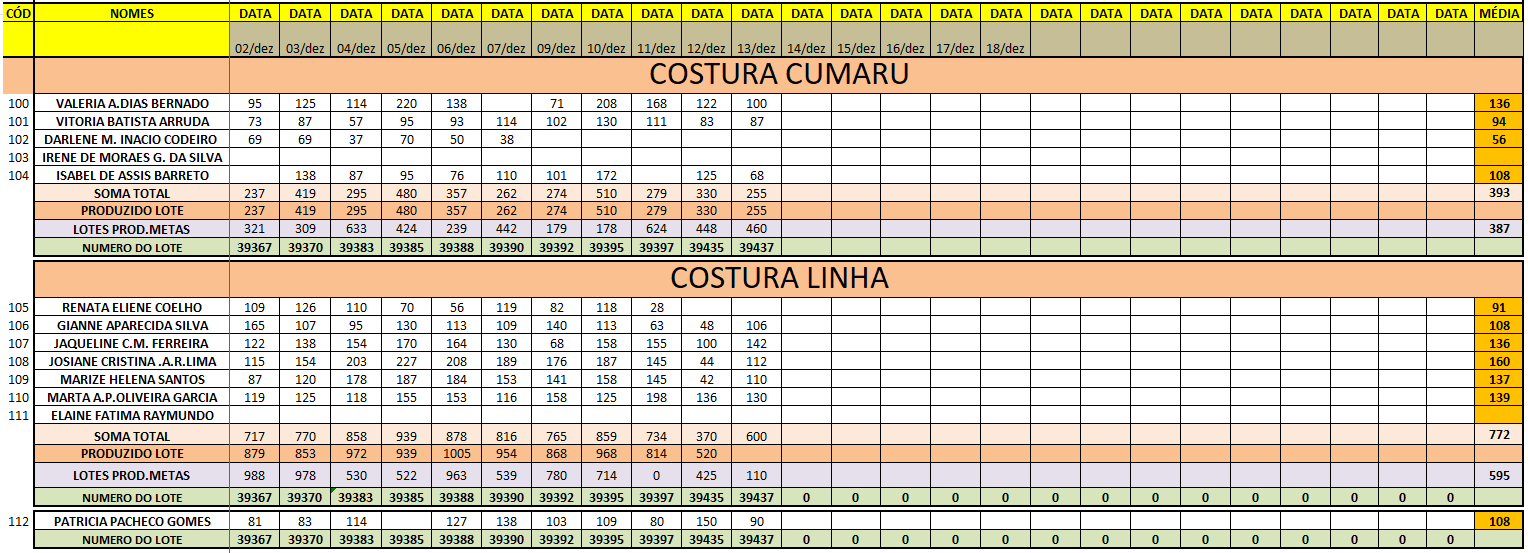 CÓD NOMES DATA DATA DATA DATA DATA DATA DATA DATA DATA DATA DATA DATA DATA DATA DATA DATA DATA DATA DATA DATA DATA DATA DATA DATA DATA MÉDIA
02/dez 03/dez 04/dez 05/dez 06/dez 07/dez 09/dez 10/dez 11/dez 12/dez 13/dez 14/dez 15/dez 16/dez 17/dez 18/dez
COSTURA CUMARU
100 VALERIA A.DIAS BERNADO 95 125 114 220 138 71 208 168 122 100 136
101 VITORIA BATISTA ARRUDA 73 87 57 95 93 114 102 130 111 83 87 94
102 DARLENE M. INACIO CODEIRO 69 69 37 70 50 38 56
103 IRENE DE MORAES G. DA SILVA
104 ISABEL DE ASSIS BARRETO 138 87 95 76 110 101 172 125 68 108
SOMA TOTAL 237 419 295 480 357 262 274 510 279 330 255 393
PRODUZIDO LOTE 237 419 295 480 357 262 274 510 279 330 255
LOTES PROD.METAS 321 309 633 424 239 442 179 178 624 448 460 387
NUMERO DO LOTE 39367 39370 39383 39385 39388 39390 39392 39395 39397 39435 39437
COSTURA LINHA
105 RENATA ELIENE COELHO 109 126 110 70 56 119 82 118 28 91
106 GIANNE APARECIDA SILVA 165 107 95 130 113 109 140 113 63 48 106 108
107 JAQUELINE C.M. FERREIRA 122 138 154 170 164 130 68 158 155 100 142 136
108 JOSIANE CRISTINA .A.R.LIMA 115 154 203 227 208 189 176 187 145 44 112 160
109 MARIZE HELENA SANTOS 87 120 178 187 184 153 141 158 145 42 110 137
110 MARTA A.P.OLIVEIRA GARCIA 119 125 118 155 153 116 158 125 198 136 130 139
111 ELAINE FATIMA RAYMUNDO
SOMA TOTAL 717 770 858 939 878 816 765 859 734 370 600 772
PRODUZIDO LOTE 879 853 972 939 1005 954 868 968 814 520
LOTES PROD.METAS 988 978 530 522 963 539 780 714 0 425 110 595
NUMERO DO LOTE 39367 39370 39383 39385 39388 39390 39392 39395 39397 39435 39437 0 0 0 0 0 0 0 0 0 0 0 0 0 0
112 PATRICIA PACHECO GOMES 81 83 114 127 138 103 109 80 150 90 108
NUMERO DO LOTE 39367 39370 39383 39385 39388 39390 39392 39395 39397 39435 39437 0 0 0 0 0 0 0 0 0 0 0 0 0 0